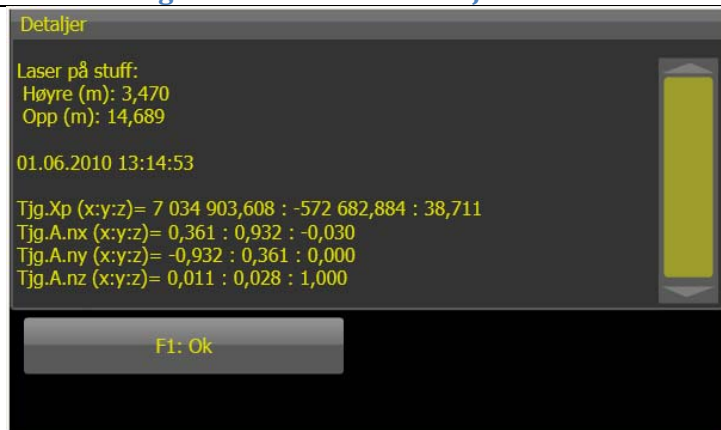 Detaljer
Laser på stuff:
Høyre (m): 3,470
Opp (m): 14,689
01.06.2010 13:14:53
Tjg.Xp (x:y:z)= 7 034 903,608 : -572 682,884 : 38,711
Tjg.A.nx (x:y:z)= 0,361 : 0,932 : -0,030
Tjg.A.ny (x:y:z)= -0,932 : 0,361 : 0,000
Tjg.A.nz (x:y:z)= 0,011 : 0,028 : 1,000
F1: Ok